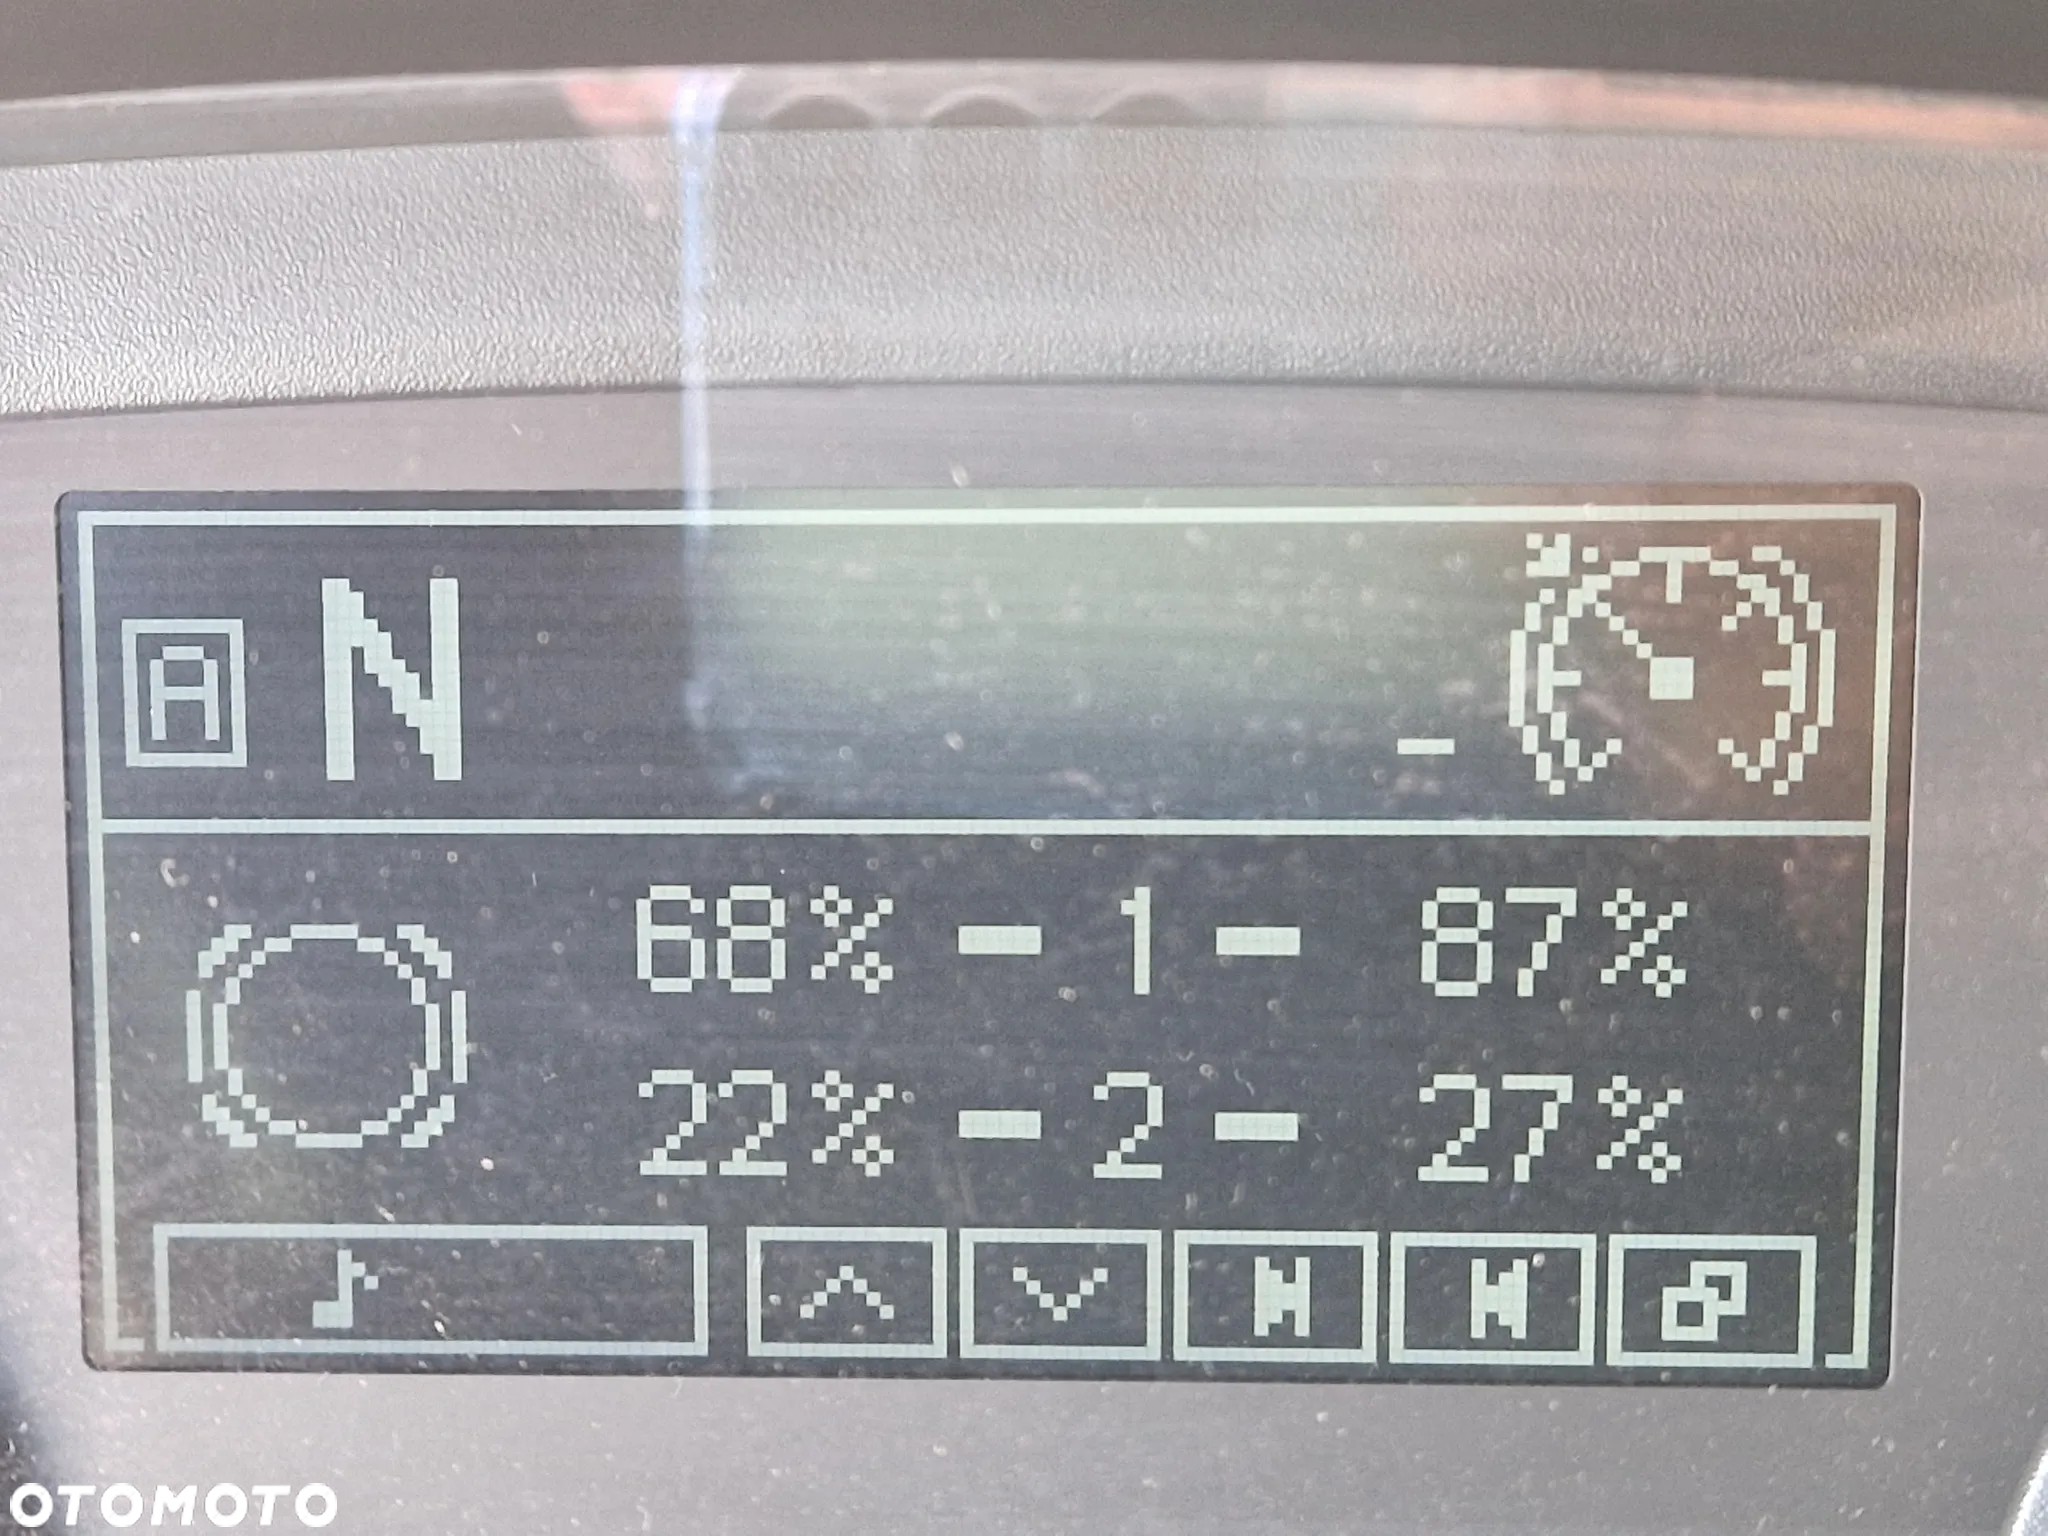 A N
68% - 1 - 87%
22% - 2 - 27%
OTOMOTO